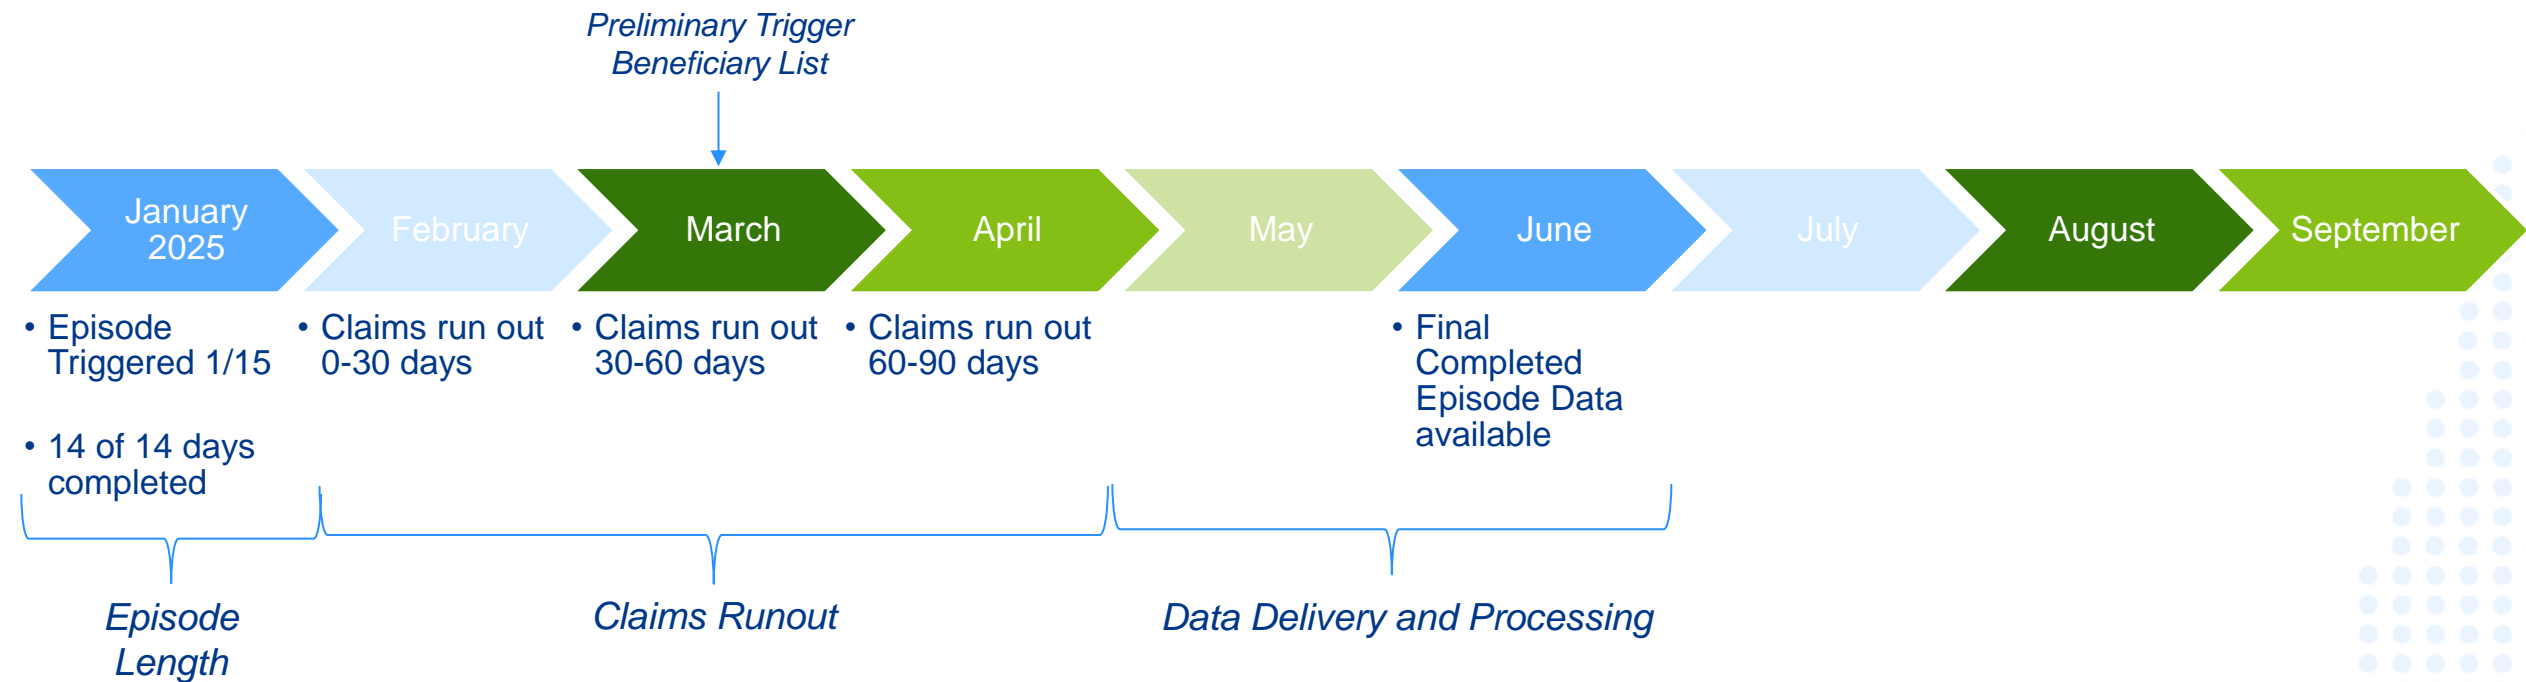 Preliminary Trigger
Beneficiary List
January
2025
February
March
April
May
June
July
August
September
• Episode
Triggered 1/15
• 14 of 14 days
completed
• Claims run out
0-30 days
• Claims run out
30-60 days
• Claims run out
60-90 days
• Final
Completed
Episode Data
available
Episode
Length
Claims Runout
Data Delivery and Processing